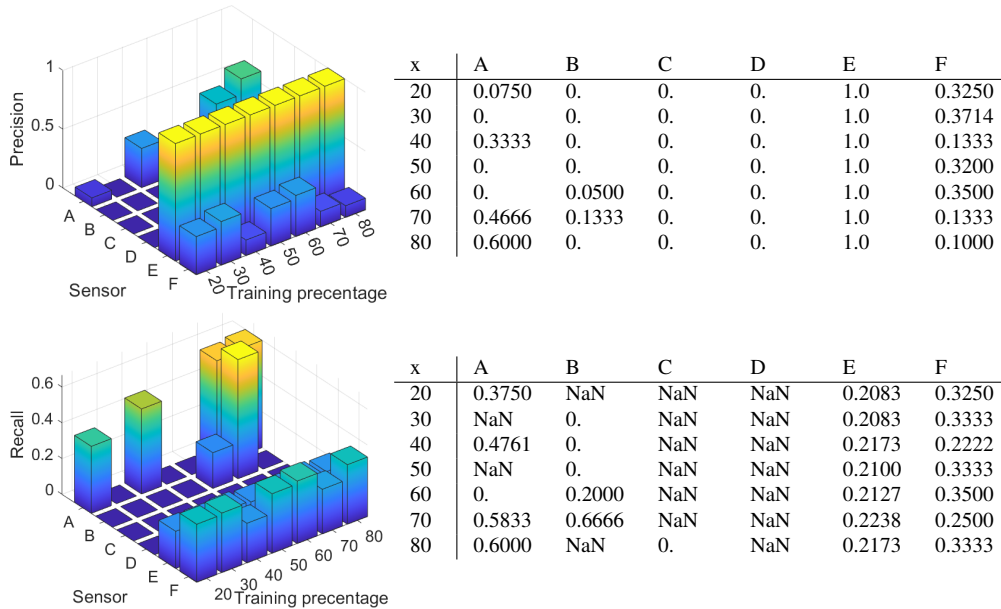 1
0.5
0
Precision
A
B
C
D
E
F
20
30
40
50
60
70
80
Sensor
Training precentage
x A B C D E F
20 0.0750 0. 0. 0. 1.0 0.3250
30 0. 0. 0. 0. 1.0 0.3714
40 0.3333 0. 0. 0. 1.0 0.1333
50 0. 0. 0. 0. 1.0 0.3200
60 0. 0.0500 0. 0. 1.0 0.3500
70 0.4666 0.1333 0. 0. 1.0 0.1333
80 0.6000 0. 0. 0. 1.0 0.1000
0.6
0.4
0.2
0
Recall
A
B
C
D
E
F
20
30
40
50
60
70
80
Sensor
Training precentage
x A B C D E F
20 0.3750 NaN NaN NaN 0.2083 0.3250
30 NaN 0. NaN NaN 0.2083 0.3333
40 0.4761 0. NaN NaN 0.2173 0.2222
50 NaN 0. NaN NaN 0.2100 0.3333
60 0. 0.2000 NaN NaN 0.2127 0.3500
70 0.5833 0.6666 NaN NaN 0.2238 0.2500
80 0.6000 NaN 0. NaN 0.2173 0.3333